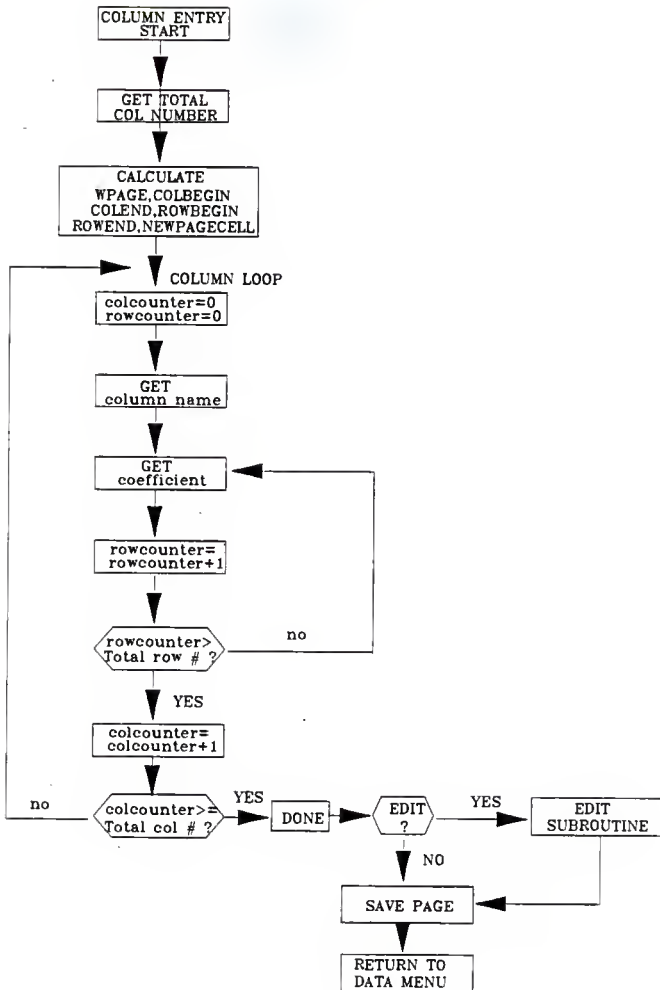 COLUMN ENTRY
START
GET TOTAL
COL NUMBER
CALCULATE
WPAGE,COLBEGIN
COLEND,ROWBEGIN
ROWEND,NEWPAGECELL
COLUMN LOOP
colcounter=0
rowcounter=0
GET
column name
GET
coefficient
rowcounter=
rowcounter+1
rowcounter>
Total row # ?
no
YES
colcounter=
colcounter+1
no
colcounter>=
Total col # ?
YES
DONE
EDIT
?
YES
EDIT
SUBROUTINE
NO
SAVE PAGE
RETURN TO
DATA MENU